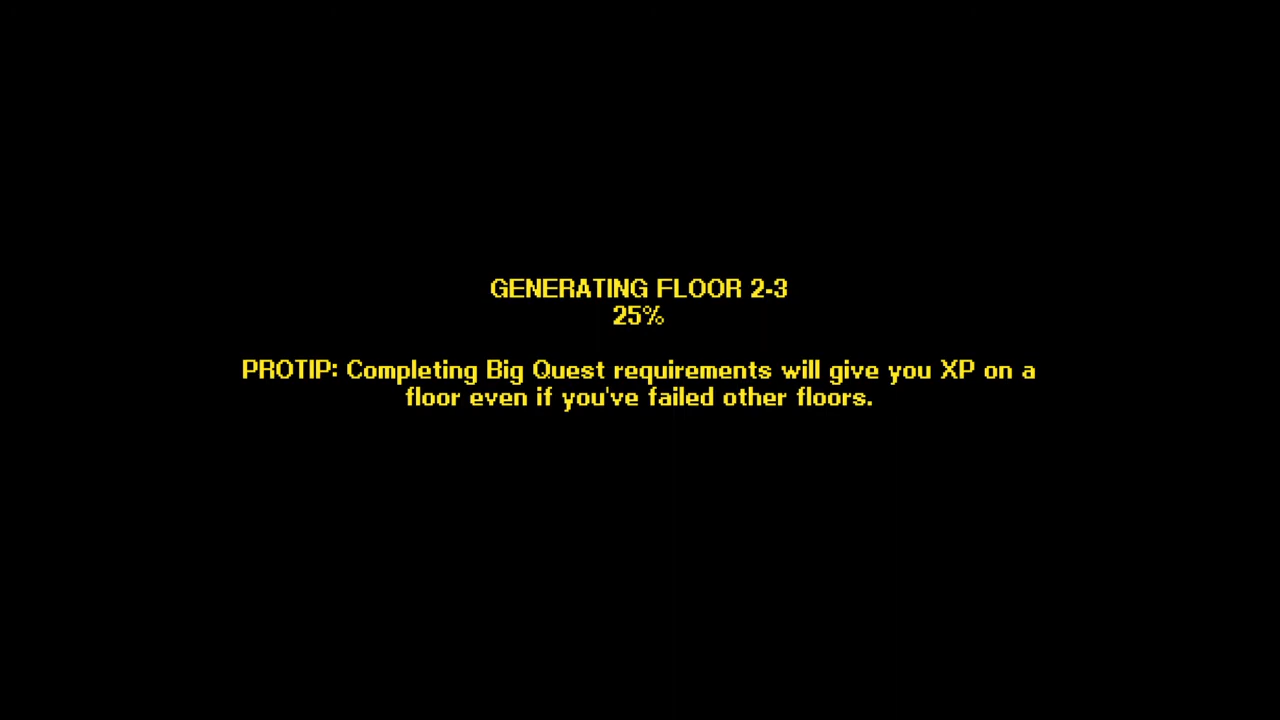 GENERATING FLOOR 2-3
25%
PROTIP: Completing Big Quest requirements will give you XP on a
floor even if you've failed other floors.